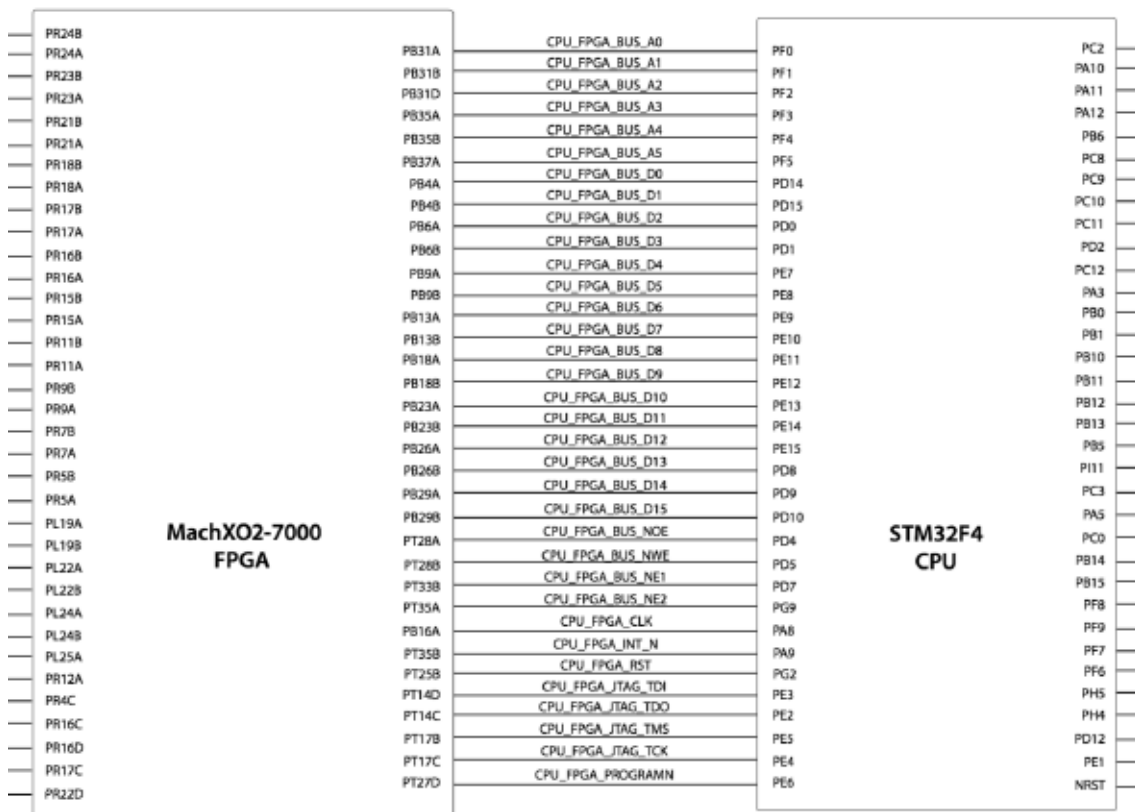 PR24B
PR24A
PR23B
PR23A
PR21B
PR21A
PR18B
PR18A
PR17B
PR17A
PR16B
PR16A
PR15B
PR15A
PR11B
PR11A
PR9B
PR9A
PR7B
PR7A
PR5B
PR5A
PL19A
PL19B
PL22A
PL22B
PL24A
PL24B
PL25A
PR12A
PR4C
PR16C
PR16D
PR17C
PR22D
MachXO2-7000
FPGA
PB31A CPU_FPGA_BUS_A0 PF0
PB31B CPU_FPGA_BUS_A1 PF1
PB31D CPU_FPGA_BUS_A2 PF2
PB35A CPU_FPGA_BUS_A3 PF3
PB35B CPU_FPGA_BUS_A4 PF4
PB37A CPU_FPGA_BUS_A5 PF5
PB4A CPU_FPGA_BUS_D0 PD14
PB4B CPU_FPGA_BUS_D1 PD15
PB6A CPU_FPGA_BUS_D2 PD0
PB6B CPU_FPGA_BUS_D3 PD1
PB9A CPU_FPGA_BUS_D4 PE7
PB9B CPU_FPGA_BUS_D5 PE8
PB13A CPU_FPGA_BUS_D6 PE9
PB13B CPU_FPGA_BUS_D7 PE10
PB18A CPU_FPGA_BUS_D8 PE11
PB18B CPU_FPGA_BUS_D9 PE12
PB23A CPU_FPGA_BUS_D10 PE13
PB23B CPU_FPGA_BUS_D11 PE14
PB26A CPU_FPGA_BUS_D12 PE15
PB26B CPU_FPGA_BUS_D13 PD8
PB29A CPU_FPGA_BUS_D14 PD9
PB29B CPU_FPGA_BUS_D15 PD10
PT28A CPU_FPGA_BUS_NOE PD4
PT28B CPU_FPGA_BUS_NWE PD5
PT33B CPU_FPGA_BUS_NE1 PD7
PT35A CPU_FPGA_BUS_NE2 PG9
PB16A CPU_FPGA_CLK PA8
PT35B CPU_FPGA_INT_N PA9
PT25B CPU_FPGA_RST PG2
PT14D CPU_FPGA_JTAG_TDI PE3
PT14C CPU_FPGA_JTAG_TDO PE2
PT17B CPU_FPGA_JTAG_TMS PE5
PT17C CPU_FPGA_JTAG_TCK PE4
PT27D CPU_FPGA_PROGRAMN PE6
STM32F4
CPU
PC2
PA10
PA11
PA12
PB6
PC8
PC9
PC10
PC11
PD2
PC12
PA3
PB0
PB1
PB10
PB11
PB12
PB13
PB5
PI11
PC3
PA5
PC0
PB14
PB15
PF8
PF9
PF7
PF6
PH5
PH4
PD12
PE1
NRST